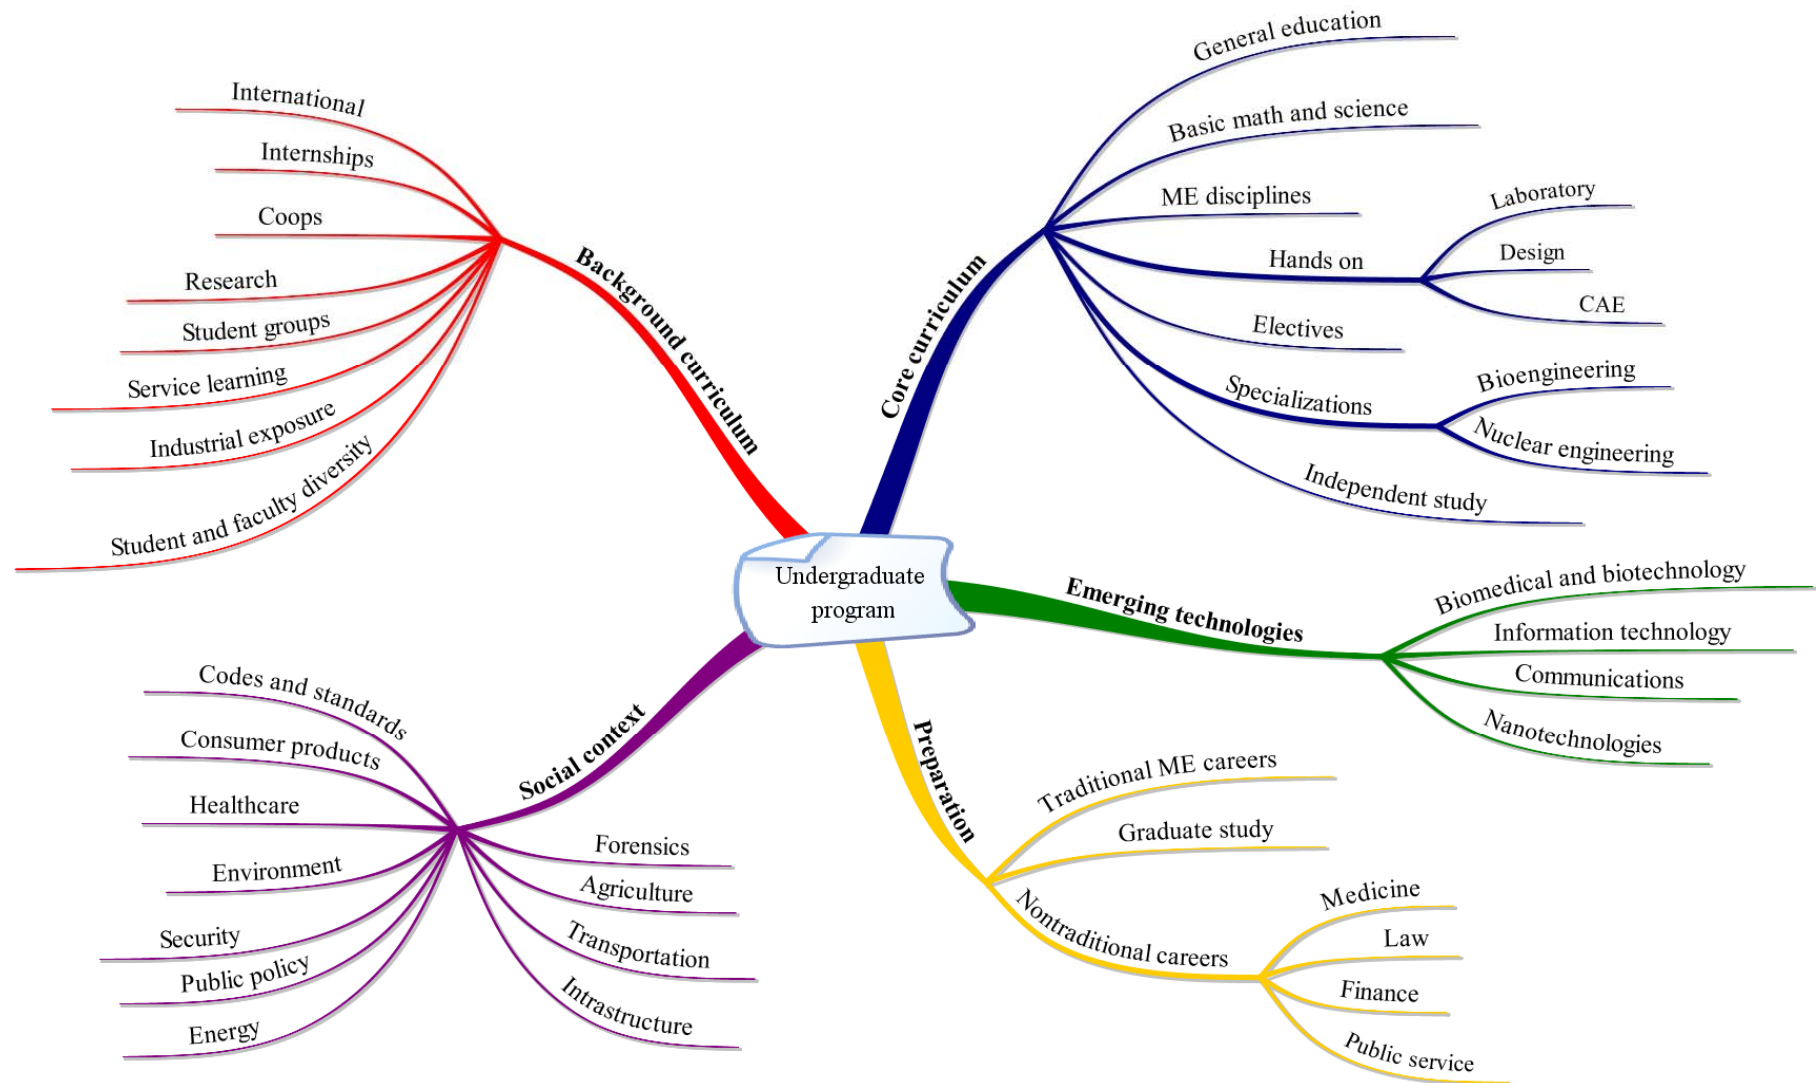 Undergraduate
program
Background curriculum
International
Internships
Coops
Research
Student groups
Service learning
Industrial exposure
Student and faculty diversity
Core curriculum
General education
Basic math and science
ME disciplines
Hands on
Laboratory
Design
CAE
Electives
Specializations
Bioengineering
Nuclear engineering
Independent study
Emerging technologies
Biomedical and biotechnology
Information technology
Communications
Nanotechnologies
Preparation
Traditional ME careers
Graduate study
Nontraditional careers
Medicine
Law
Finance
Public service
Social context
Codes and standards
Consumer products
Healthcare
Environment
Security
Public policy
Energy
Forensics
Agriculture
Transportation
Intrastructure